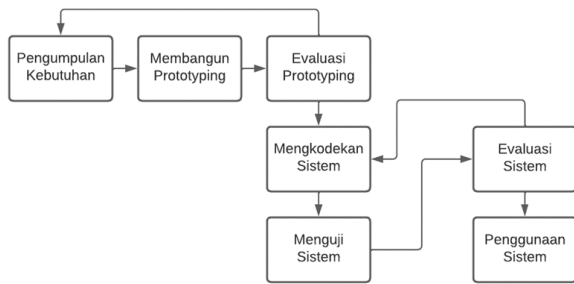 Pengumpulan
Kebutuhan
Membangun
Prototyping
Evaluasi
Prototyping
Mengkodekan
Sistem
Menguji
Sistem
Evaluasi
Sistem
Penggunaan
Sistem